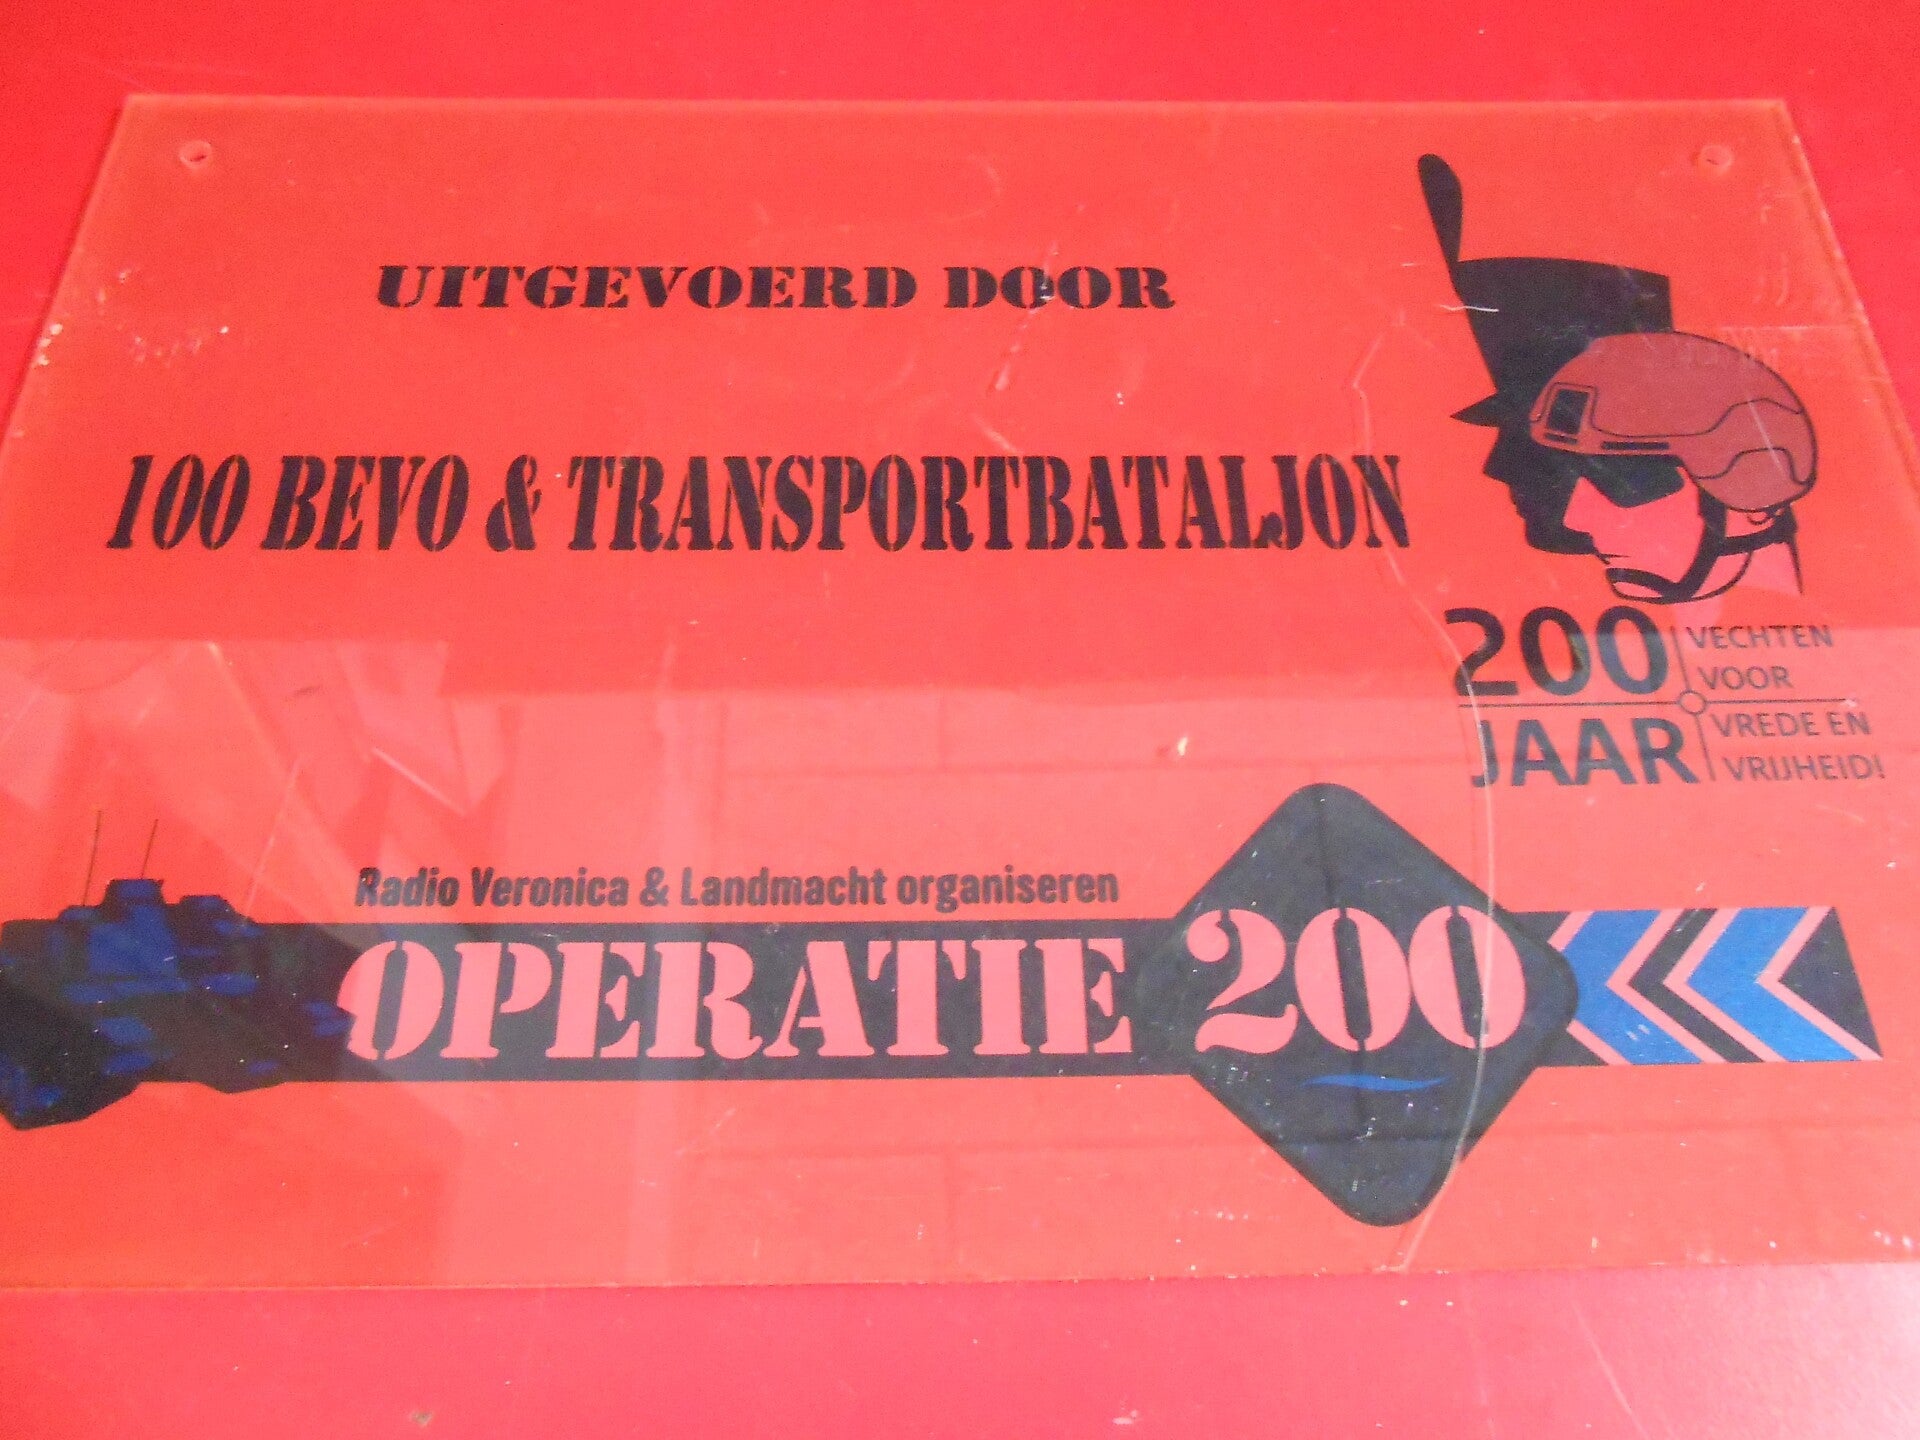 UITGEVOERD DOOR
100 BEVO & TRANSPORTBATALJON
200 JAAR
VECHTEN
VOOR
VREDE EN
VRIJHEID!
Radio Veronica & Landmacht organiseren
OPERATIE 200